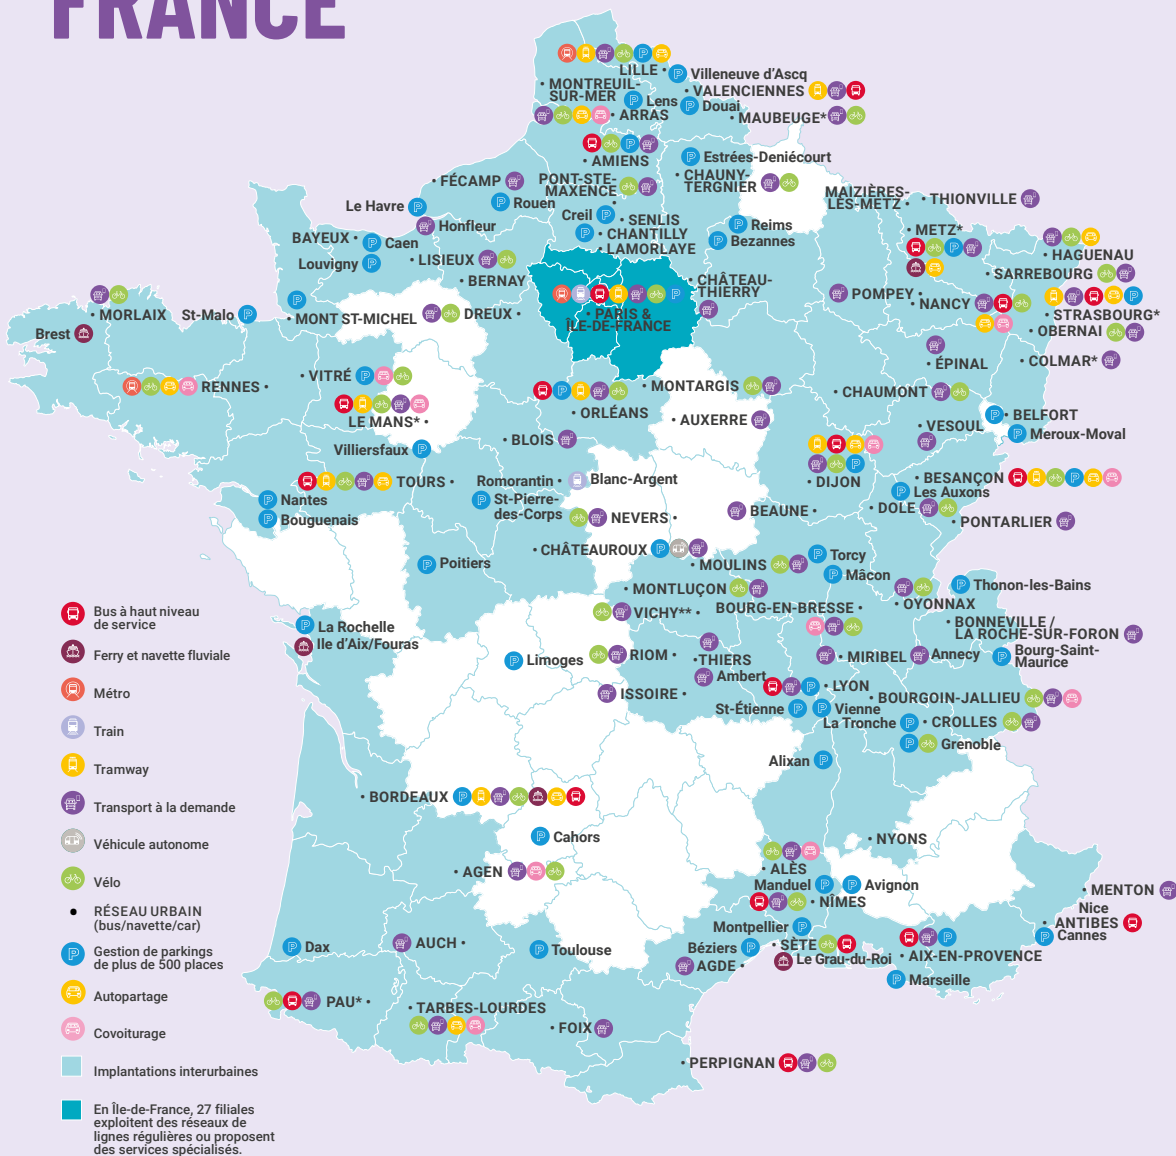 FRANCE
LILLE •
Villeneuve d'Ascq
• MONTREUIL-
SUR-MER
• VALENCIENNES
Lens
Douai
• ARRAS
• MAUBEUGE*
• AMIENS
Estrées-Deniécourt
• FÉCAMP
PONT-STE-
MAXENCE
•
• CHAUNY-
TERGNIER
MAIZIÈRES-
LÈS-METZ •
• THIONVILLE
Le Havre
Rouen
Creil
• SENLIS
Honfleur
• CHANTILLY
• LAMORLAYE
Reims
Bezannes
• METZ*
BAYEUX •
Caen
Louvigny
• LISIEUX
• BERNAY
• HAGUENAU
• SARREBOURG
• CHÂTEAU-
THIERRY
• POMPEY •
• NANCY
• STRASBOURG*
• MORLAIX
St-Malo
• MONT ST-MICHEL
DREUX •
• PARIS &
ÎLE-DE-FRANCE
• OBERNAI
Brest
• ÉPINAL
• COLMAR*
RENNES •
• VITRÉ
• MONTARGIS
• CHAUMONT
LE MANS* •
• ORLÉANS
• AUXERRE
• BELFORT
• VESOUL
Meroux-Moval
Villiersfaux
• BLOIS
TOURS •
Romorantin •
Blanc-Argent
• DIJON
• BESANÇON
Les Auxons
Nantes
St-Pierre-
des-Corps
NEVERS •
BEAUNE •
• DOLE
Bouguenais
• PONTARLIER
Poitiers
• CHÂTEAUROUX
• MOULINS
Torcy
Mâcon
• MONTLUÇON
Thonon-les-Bains
VICHY** •
BOURG-EN-BRESSE •
• OYONNAX
• BONNEVILLE /
LA ROCHE-SUR-FORON
La Rochelle
Ile d'Aix/Fouras
Limoges
RIOM •
• THIERS
• MIRIBEL
Annecy
Bourg-Saint-
Maurice
Ambert
ISSOIRE •
• LYON
• BOURGOIN-JALLIEU
St-Étienne
Vienne
La Tronche
• CROLLES
Grenoble
Alixan
• BORDEAUX
Cahors
• NYONS
• AGEN
• ALÈS
Manduel
Avignon
• MENTON
• NÎMES
Nice
• ANTIBES
Cannes
Montpellier
Dax
AUCH •
Toulouse
Béziers
• SÈTE
Le Grau-du-Roi
• AIX-EN-PROVENCE
AGDE •
Marseille
PAU* •
• TARBES-LOURDES
• FOIX
• PERPIGNAN
Bus à haut niveau
de service
Ferry et navette fluviale
Métro
Train
Tramway
Transport à la demande
Véhicule autonome
Vélo
• RÉSEAU URBAIN
(bus/navette/car)
Gestion de parkings
de plus de 500 places
Autopartage
Covoiturage
Implantations interurbaines
En Île-de-France, 27 filiales
exploitent des réseaux de
lignes régulières ou proposent
des services spécialisés.